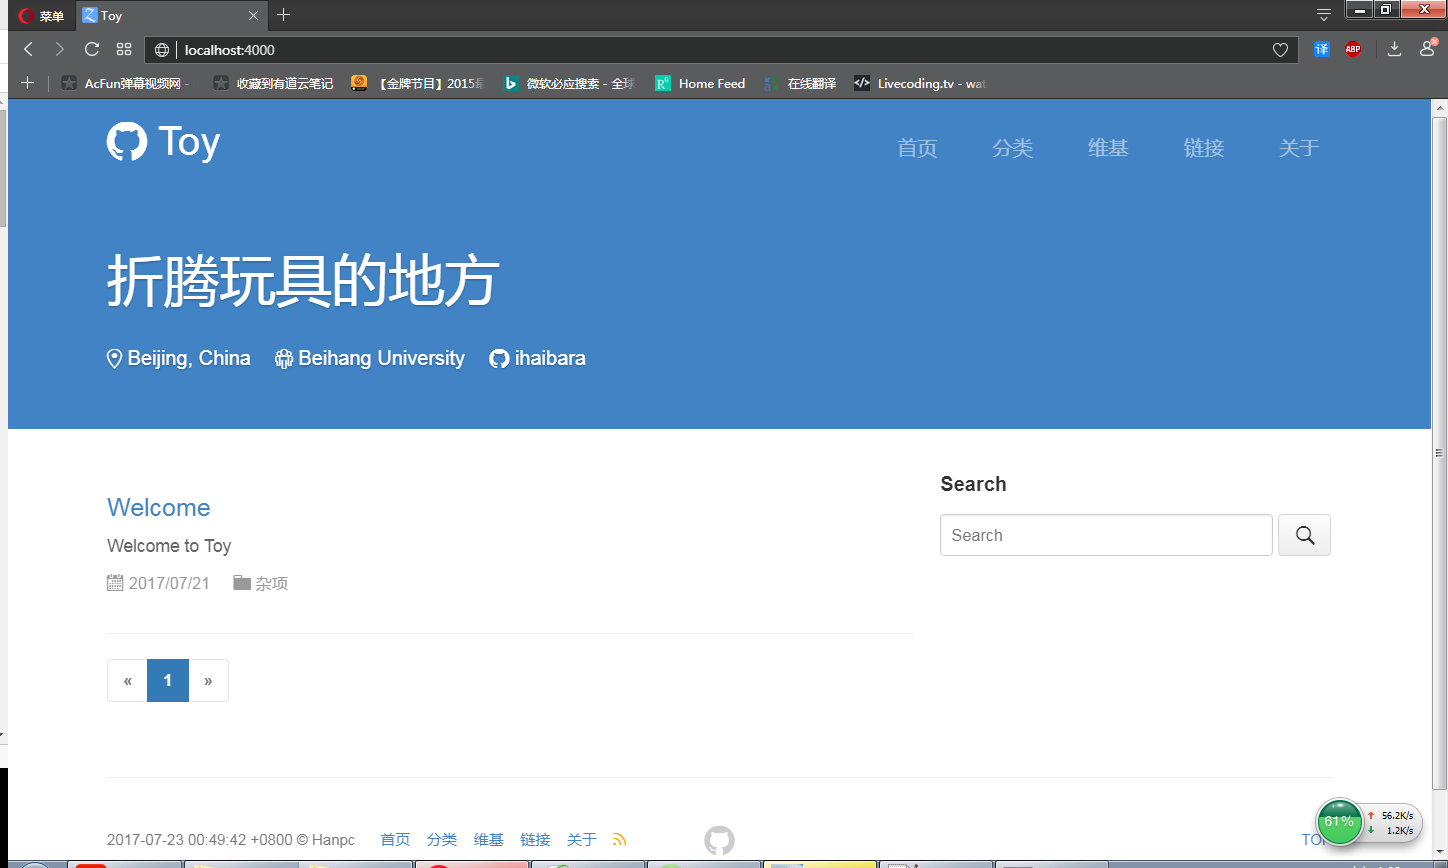 菜单
Toy
localhost:4000
译
ABP
AcFun弹幕视频网 -
收藏到有道云笔记
【金牌节目】2015最
微软必应搜索 - 全球
Home Feed
在线翻译
Livecoding.tv - wat
Toy
首页
分类
维基
链接
关于
折腾玩具的地方
Beijing, China
Beihang University
ihaibara
Welcome
Welcome to Toy
2017/07/21
杂项
« 1 »
Search
Search
2017-07-23 00:49:42 +0800 © Hanpc
首页
分类
维基
链接
关于
61%
56.2K/s
1.2K/s